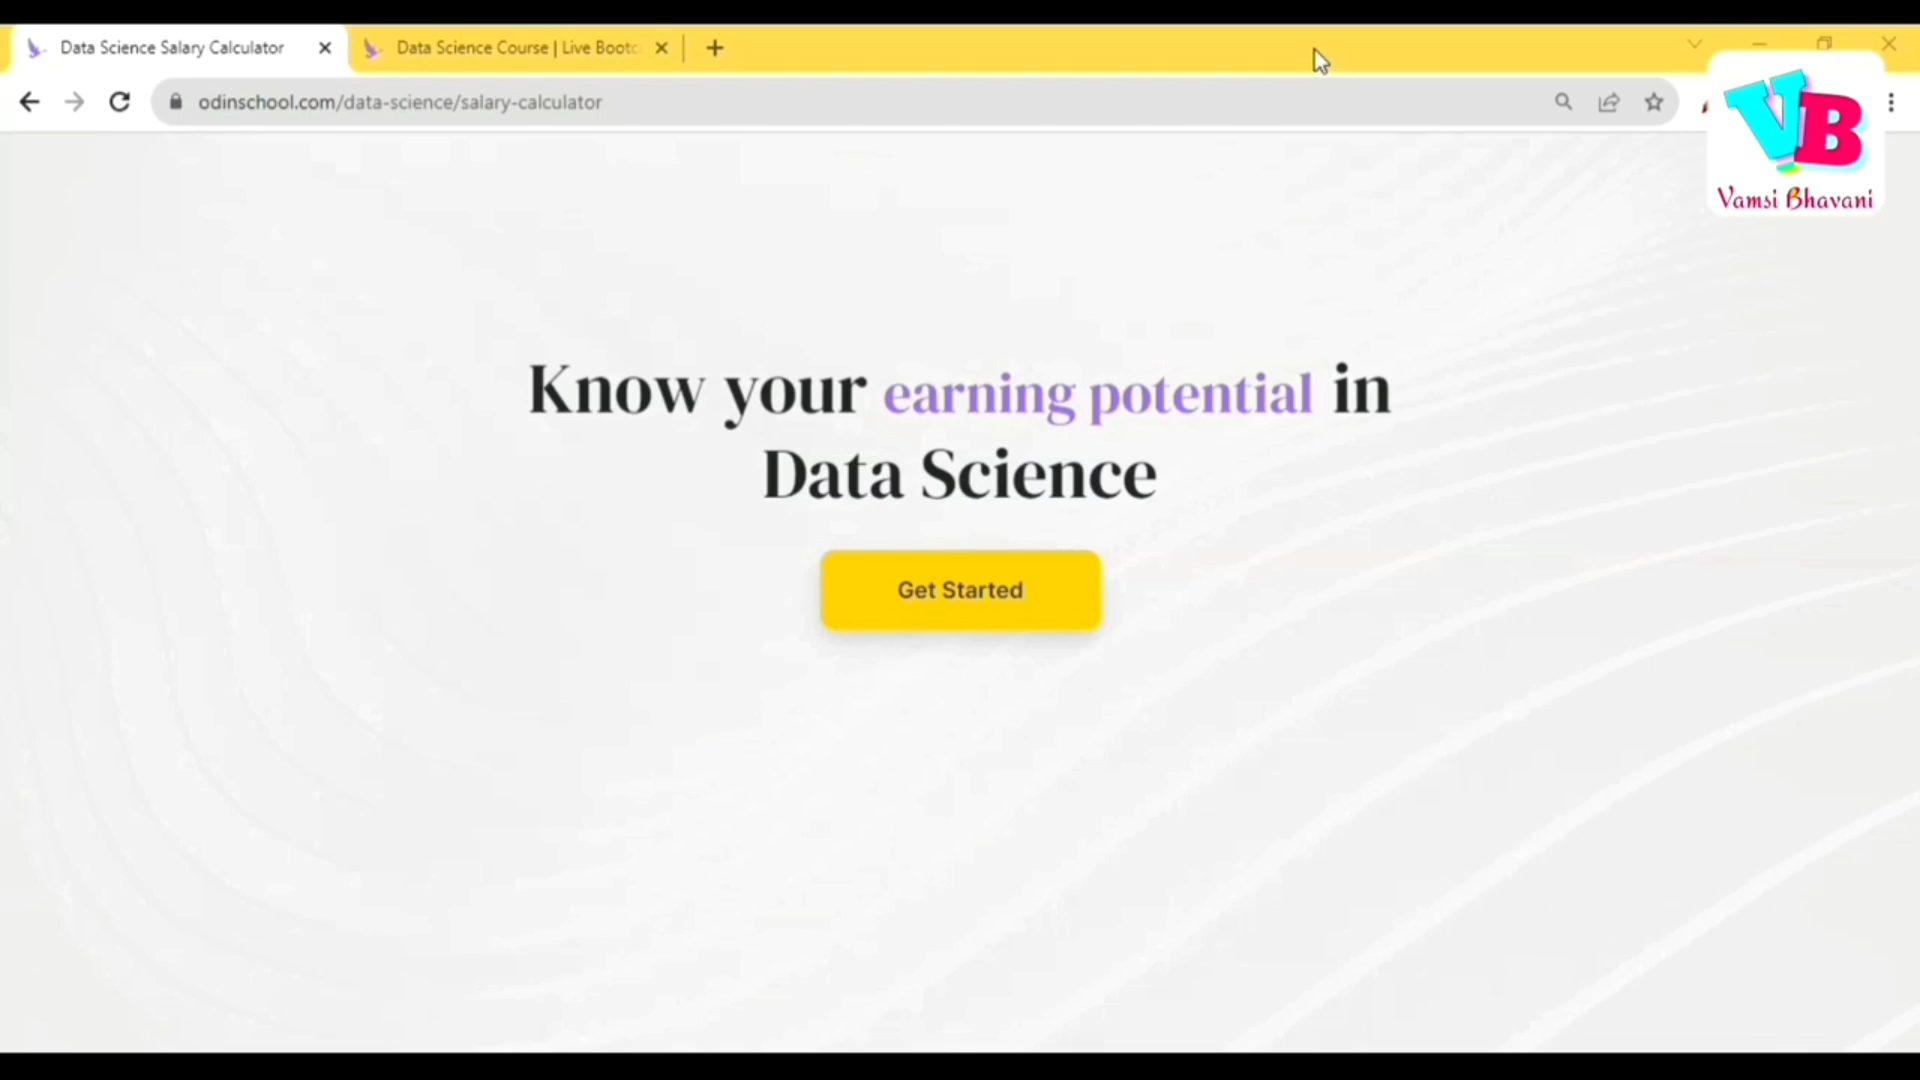 Data Science Salary Calculator
Data Science Course | Live Bootc
odinschool.com/data-science/salary-calculator
VB
Vamsi Bhavani
Know your earning potential in
Data Science
Get Started